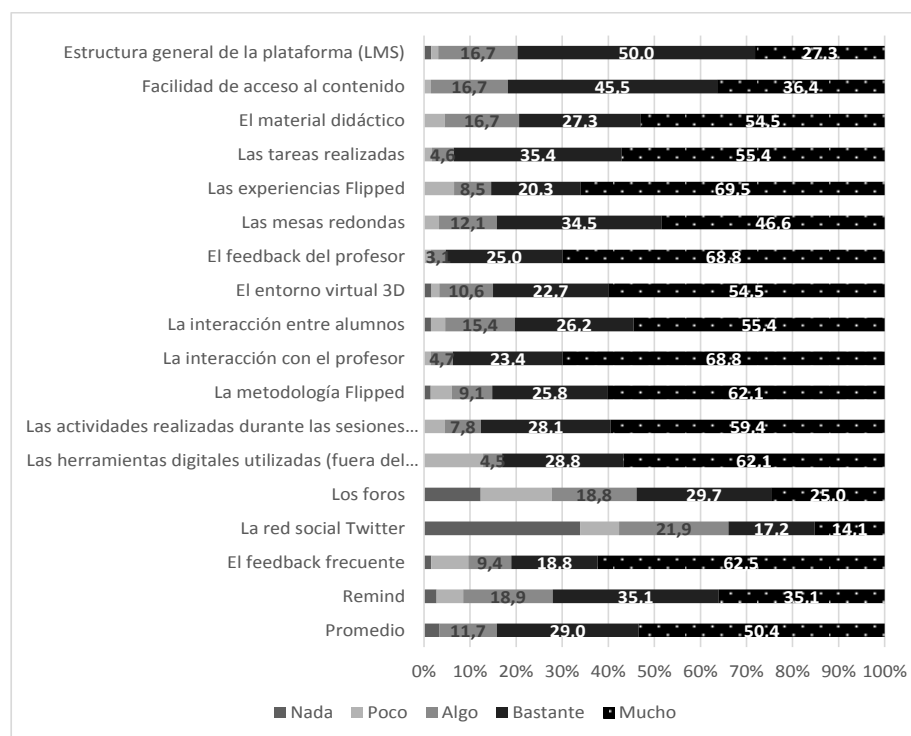 Estructura general de la plataforma (LMS) 16,7 50,0 27,3
Facilidad de acceso al contenido 16,7 45,5 36,4
El material didáctico 16,7 27,3 54,5
Las tareas realizadas 4,6 35,4 55,4
Las experiencias Flipped 8,5 20,3 69,5
Las mesas redondas 12,1 34,5 46,6
El feedback del profesor 3,1 25,0 68,8
El entorno virtual 3D 10,6 22,7 54,5
La interacción entre alumnos 15,4 26,2 55,4
La interacción con el profesor 4,7 23,4 68,8
La metodología Flipped 9,1 25,8 62,1
Las actividades realizadas durante las sesiones... 7,8 28,1 59,4
Las herramientas digitales utilizadas (fuera del... 4,5 28,8 62,1
Los foros 18,8 29,7 25,0
La red social Twitter 21,9 17,2 14,1
El feedback frecuente 9,4 18,8 62,5
Remind 18,9 35,1 35,1
Promedio 11,7 29,0 50,4
0% 10% 20% 30% 40% 50% 60% 70% 80% 90% 100%
Nada Poco Algo Bastante Mucho